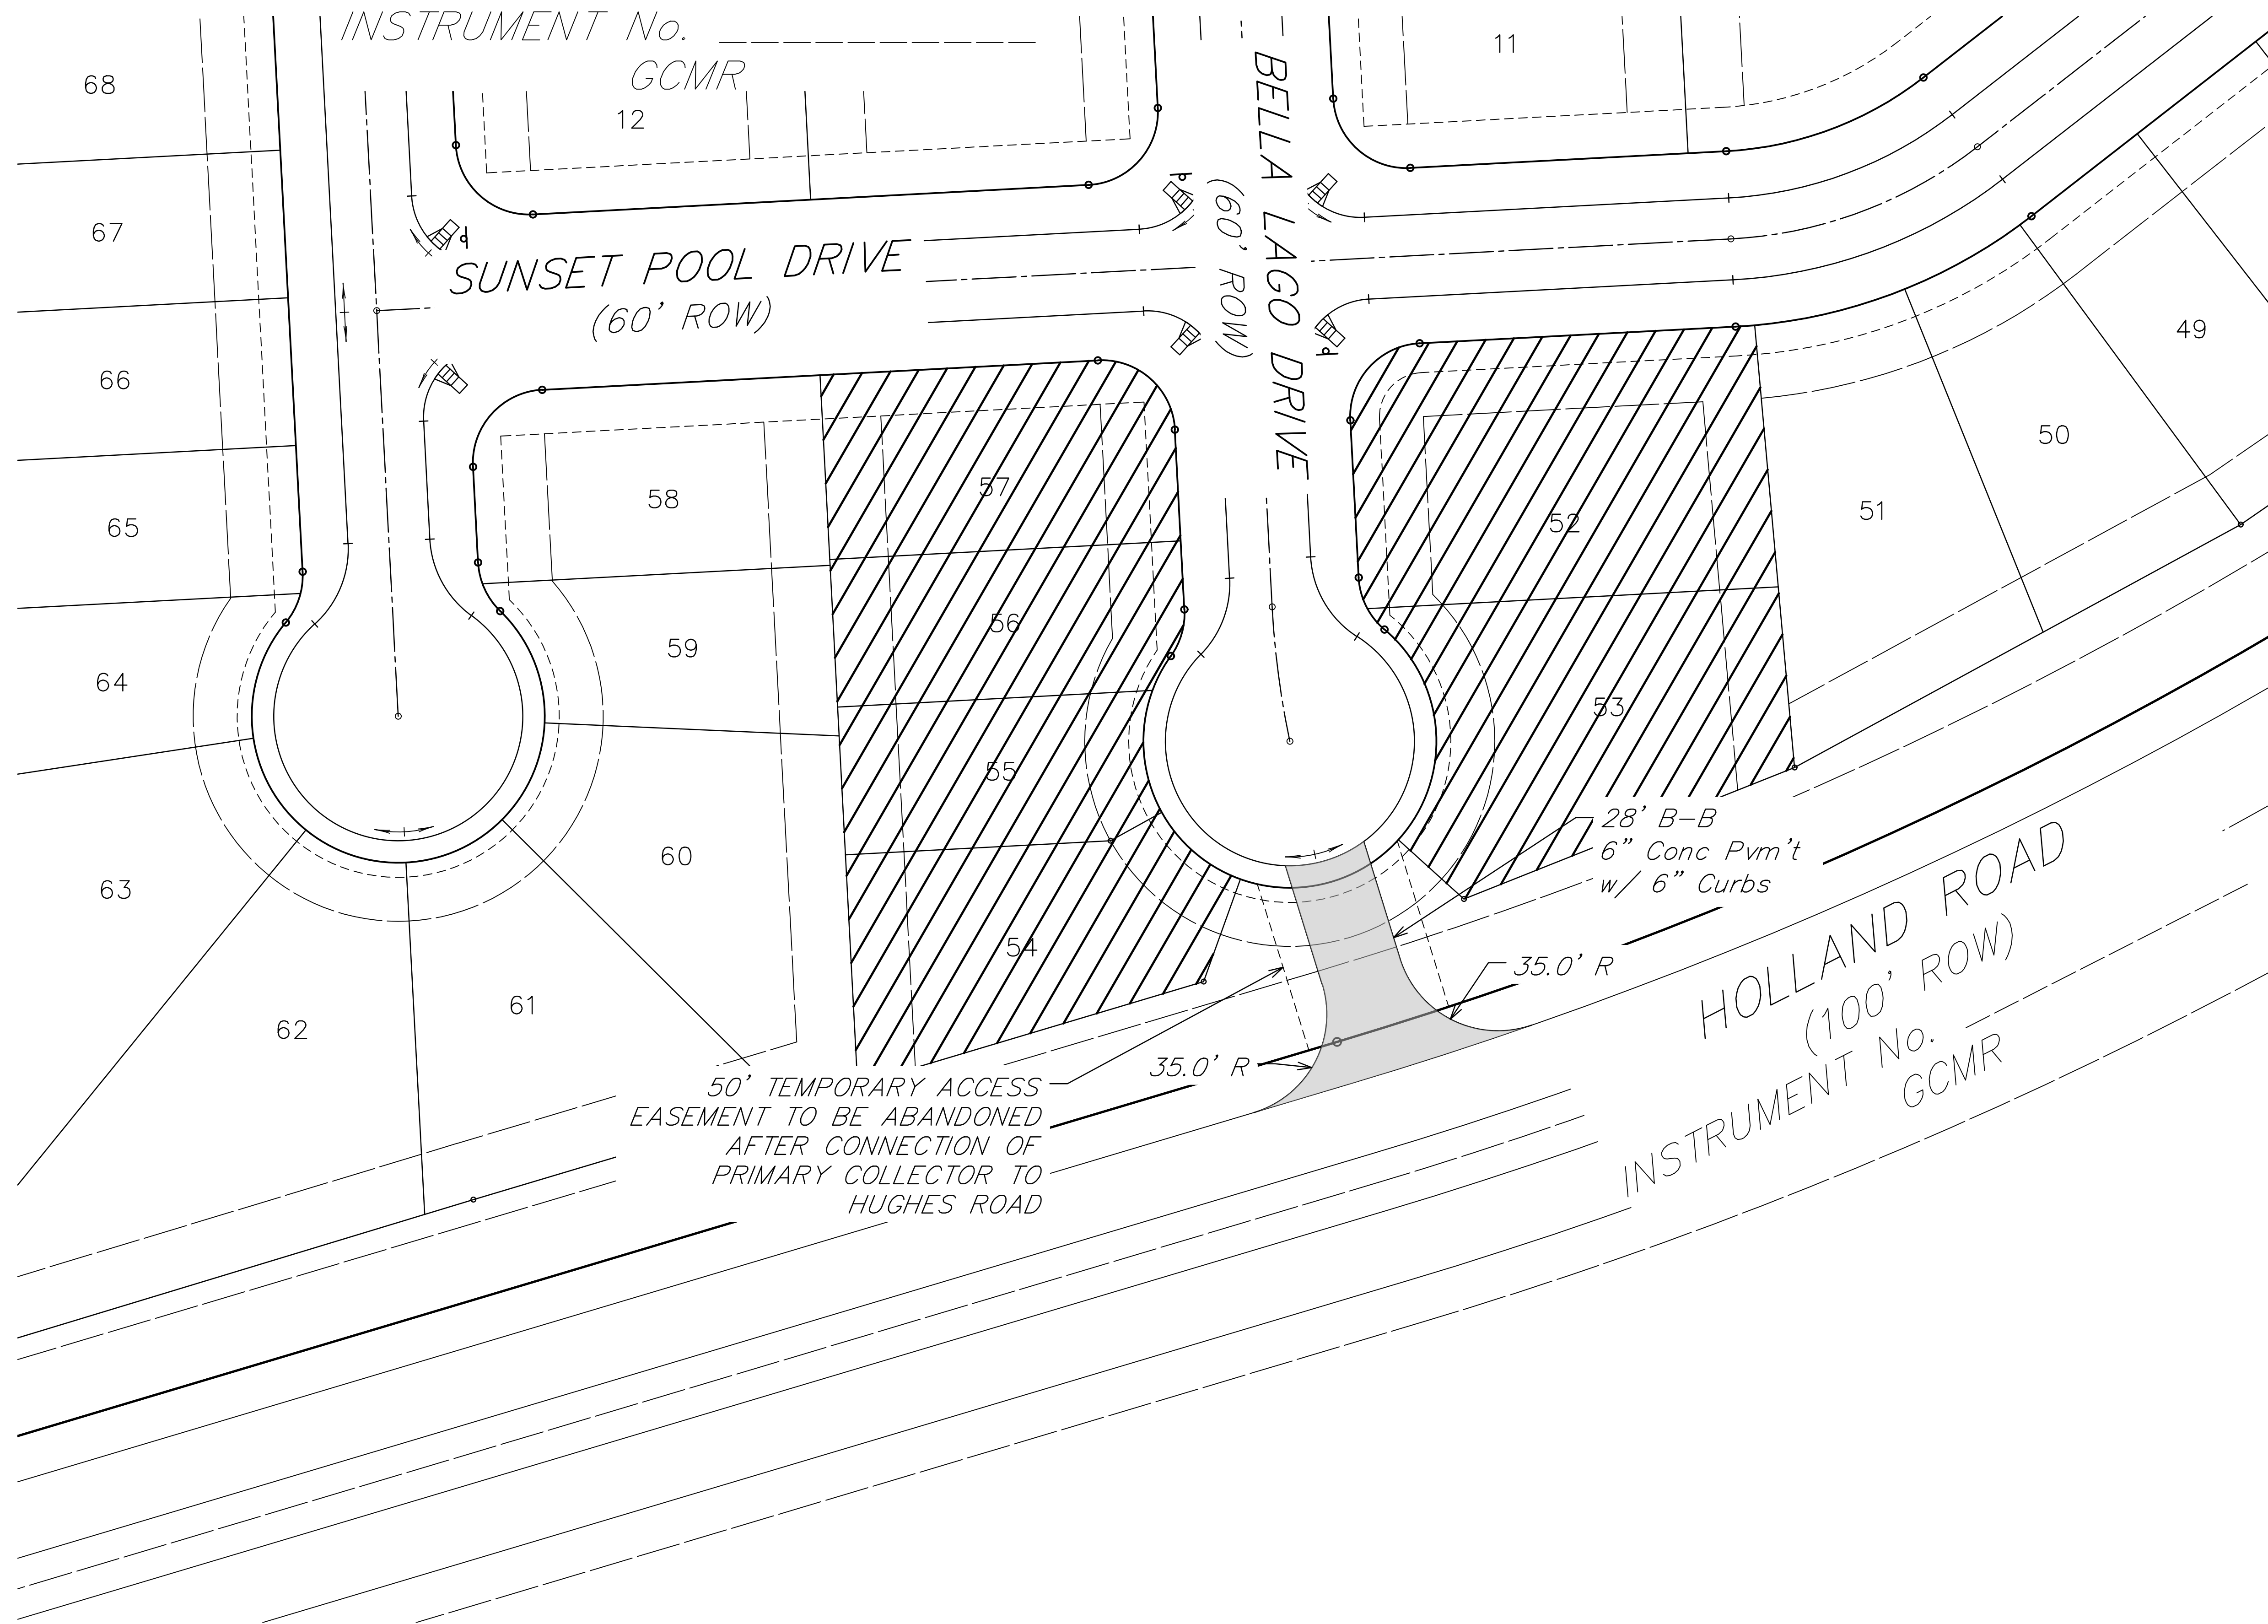 INSTRUMENT No. ____________
GCMR
68
12
11
67
66
65
64
63
62
61
60
59
58
57
56
55
54
53
52
51
50
49
SUNSET POOL DRIVE
(60' ROW)
BELLA LAGO DRIVE
(60' ROW)
28' B-B
6" Conc Pvm't
w/ 6" Curbs
35.0' R
35.0' R
50' TEMPORARY ACCESS
EASEMENT TO BE ABANDONED
AFTER CONNECTION OF
PRIMARY COLLECTOR TO
HUGHES ROAD
HOLLAND ROAD
(100' ROW)
INSTRUMENT No.
GCMR